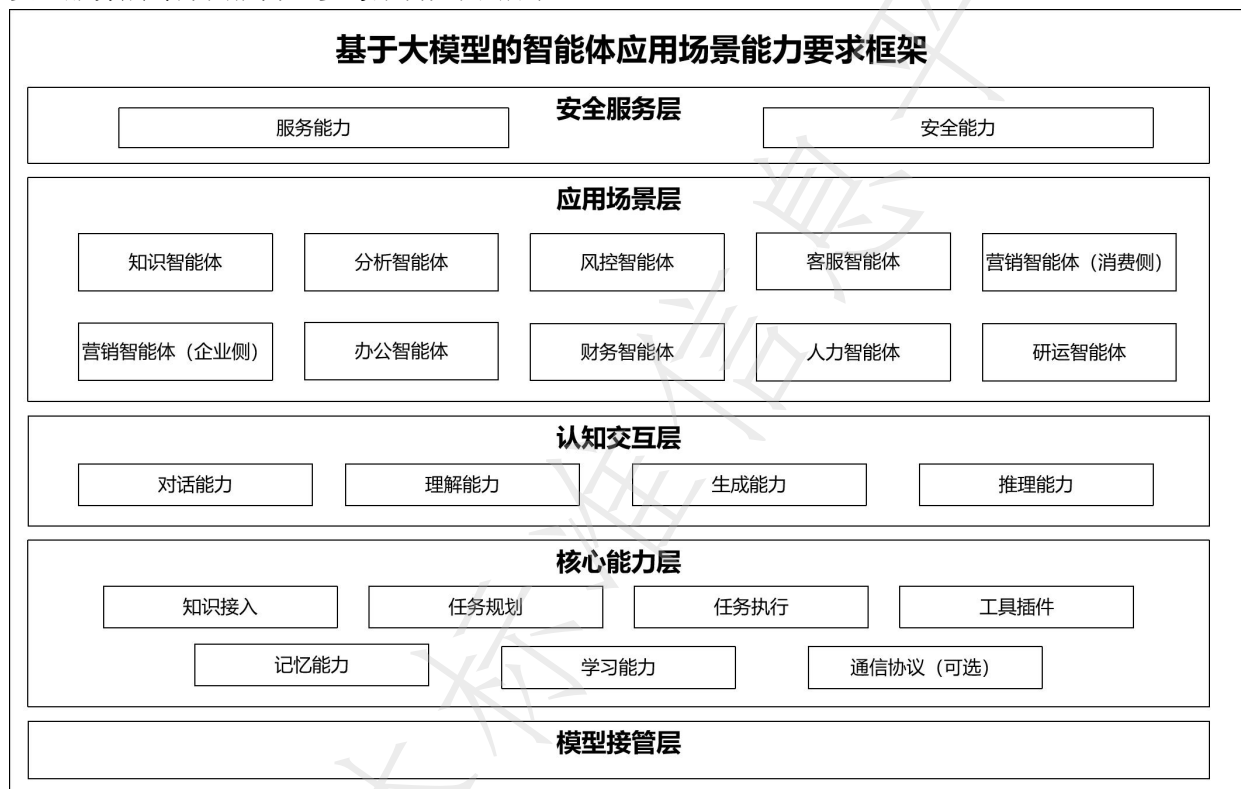 基于大模型的智能体应用场景能力要求框架
安全服务层
服务能力
安全能力
应用场景层
知识智能体
分析智能体
风控智能体
客服智能体
营销智能体（消费侧）
营销智能体（企业侧）
办公智能体
财务智能体
人力智能体
研运智能体
认知交互层
对话能力
理解能力
生成能力
推理能力
核心能力层
知识接入
任务规划
任务执行
工具插件
记忆能力
学习能力
通信协议（可选）
模型接管层
标准信息平